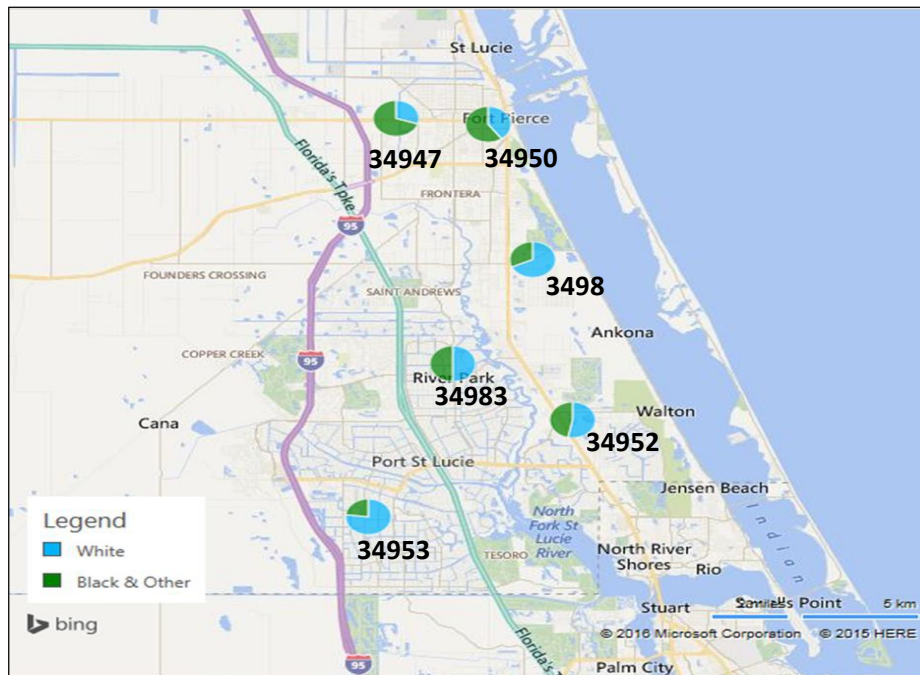 St Lucie
Fort Pierce
34947
34950
Florida's Tpke
FRONTERA
95
FOUNDERS CROSSING
3498
SAINT ANDREWS
Ankona
COPPER CREEK
95
River Park
34983
Cana
Walton
34952
Port St Lucie
Jensen Beach
Legend
White
Black & Other
34953
TESORO
North
Fork St
Lucie
River
Indian
North River
Shores
Rio
Stuart
5 km
bing
© 2016 Microsoft Corporation © 2015 HERE
Florida's
95
Palm City